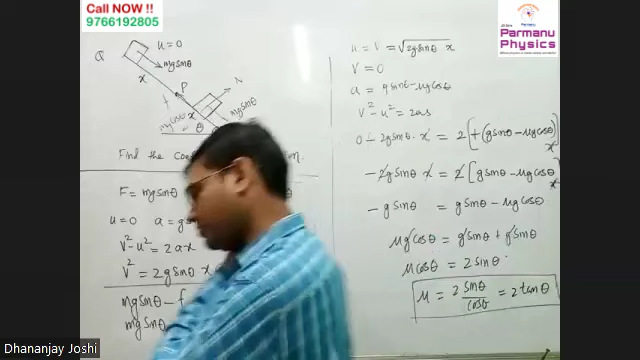 Call NOW !!
9766192805
Parmanu
Physics
Q
u = 0
mg sinθ
x
P
N
f
mg cosθ
x
θ
mg sinθ
Find the
F = mg sinθ
u = 0 a = g
V² - u² = 2ax
V² = 2g sinθ x
mg sinθ - f
mg sinθ
u = V = √2g sinθ x
V = 0
a = g sinθ - μg cosθ
V² - u² = 2as
0 - 2g sinθ · x = 2[+(g sinθ - μg cosθ) x
- 2g sinθ x = 2[g sinθ - μg cosθ] x
- g sinθ = g sinθ - μg cosθ
μg cosθ = g sinθ + g sinθ
μ cosθ = 2 sinθ
μ = 2 sinθ/cosθ = 2 tanθ
Dhananjay Joshi